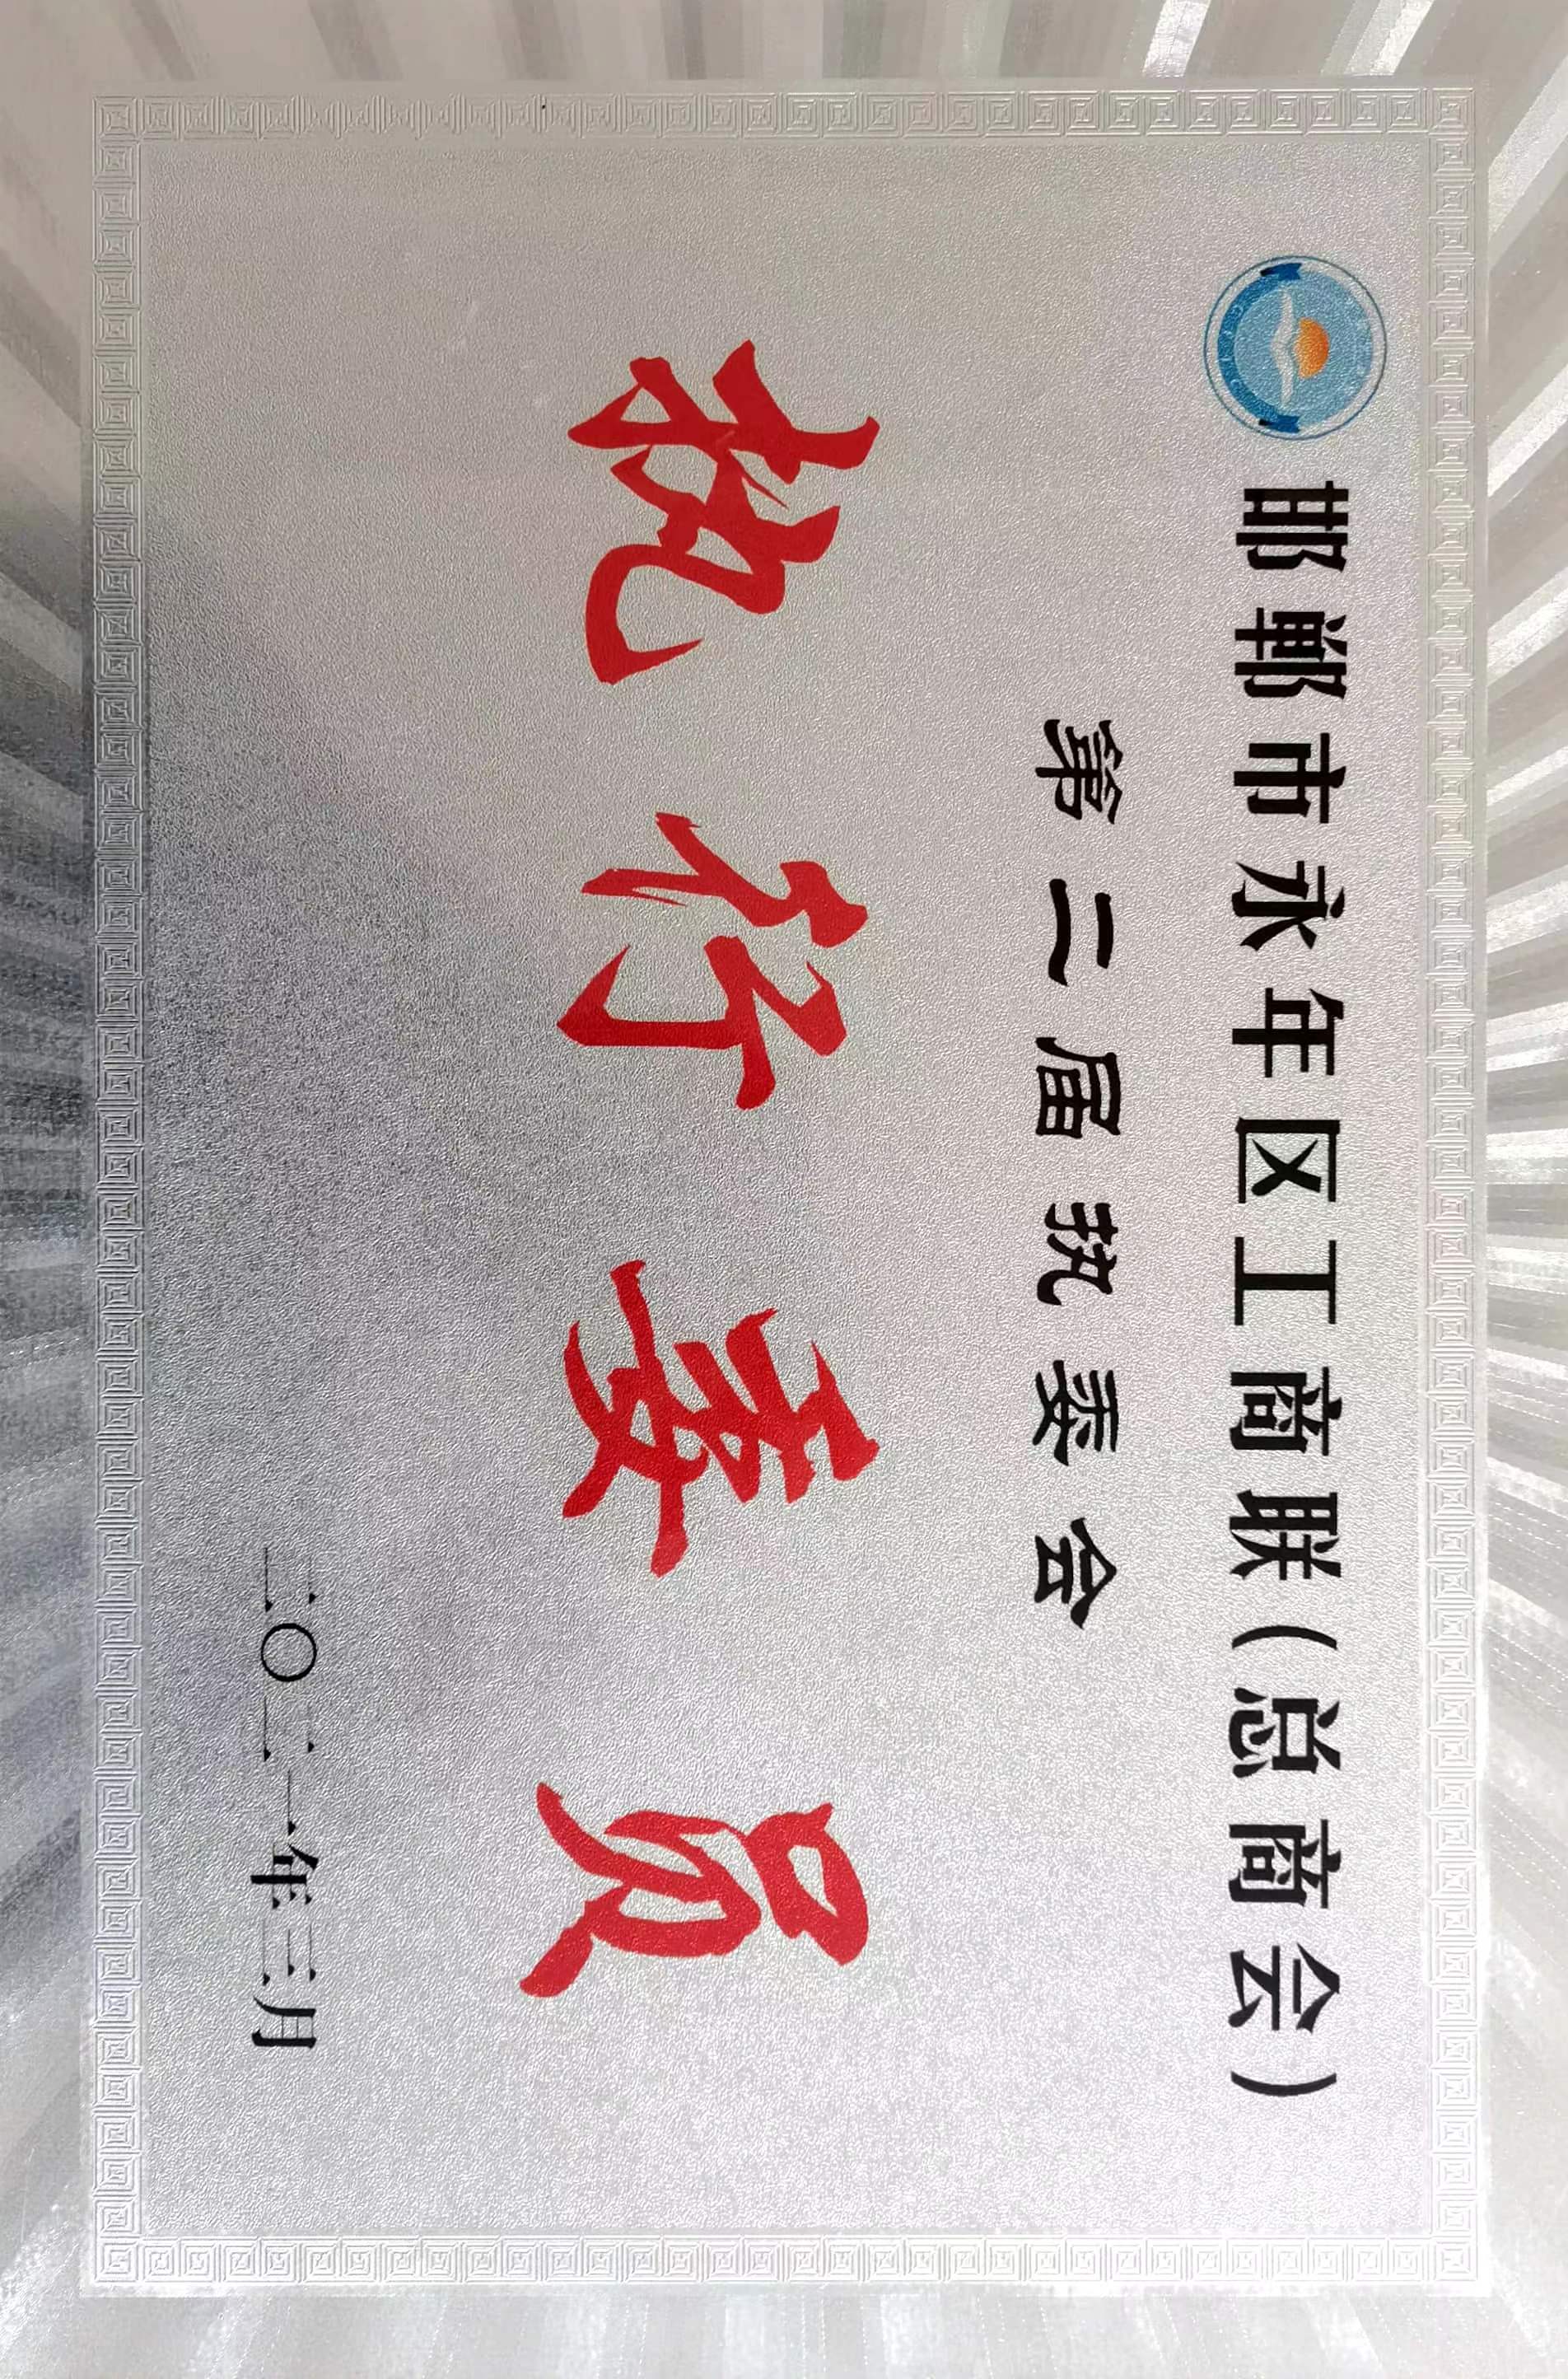 邯郸市永年区工商联（总商会）
第二届执委会
执行委员
二〇二一年三月